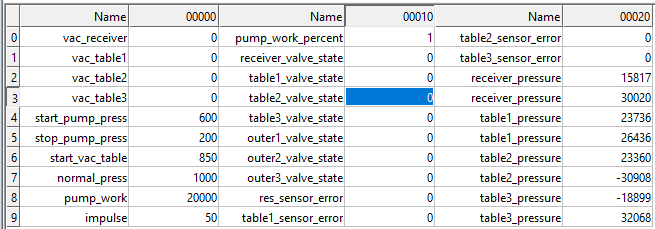 Name 00000 Name 00010 Name 00020
0 vac_receiver 0 pump_work_percent 1 table2_sensor_error 0
1 vac_table1 0 receiver_valve_state 0 table3_sensor_error 0
2 vac_table2 0 table1_valve_state 0 receiver_pressure 15817
3 vac_table3 0 table2_valve_state 0 receiver_pressure 30020
4 start_pump_press 600 table3_valve_state 0 table1_pressure 23736
5 stop_pump_press 200 outer1_valve_state 0 table1_pressure 26436
6 start_vac_table 850 outer2_valve_state 0 table2_pressure 23360
7 normal_press 1000 outer3_valve_state 0 table2_pressure -30908
8 pump_work 20000 res_sensor_error 0 table3_pressure -18899
9 impulse 50 table1_sensor_error 0 table3_pressure 32068